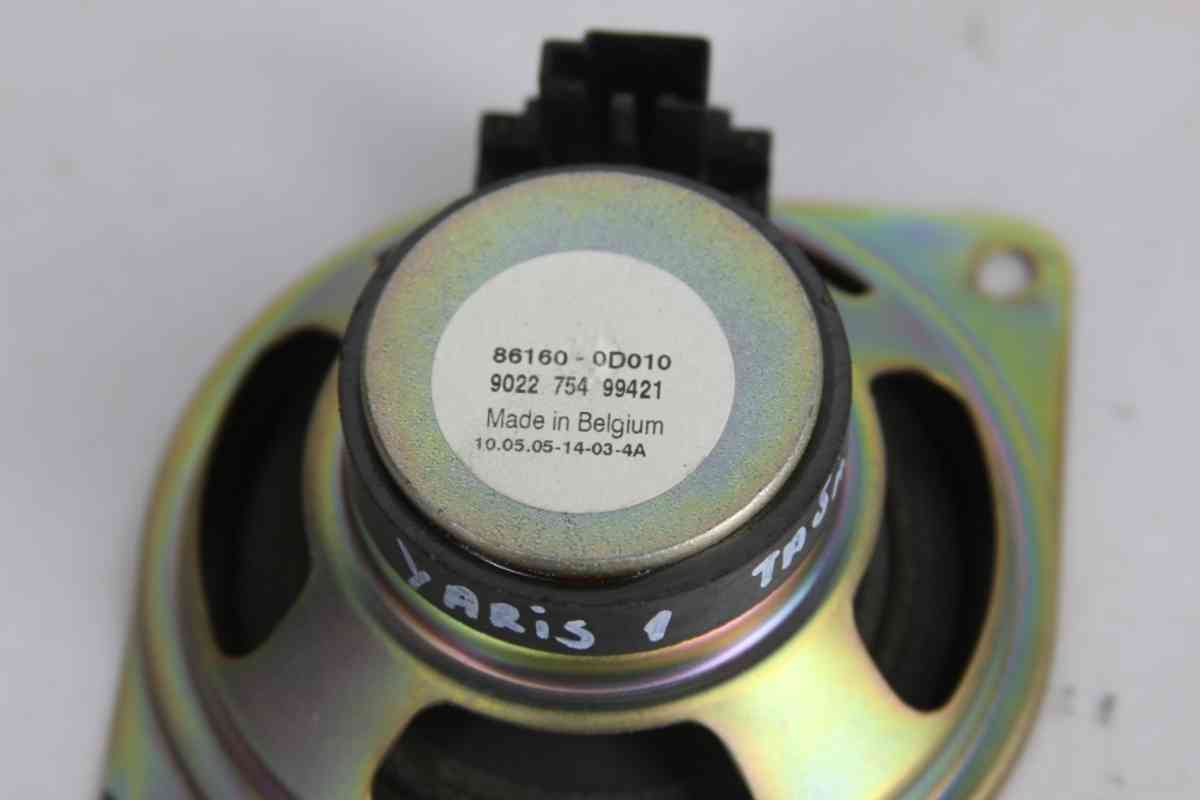 86160 - 0D010
9022 754 99421
Made in Belgium
10.05.05-14-03-4A
YARiS 1